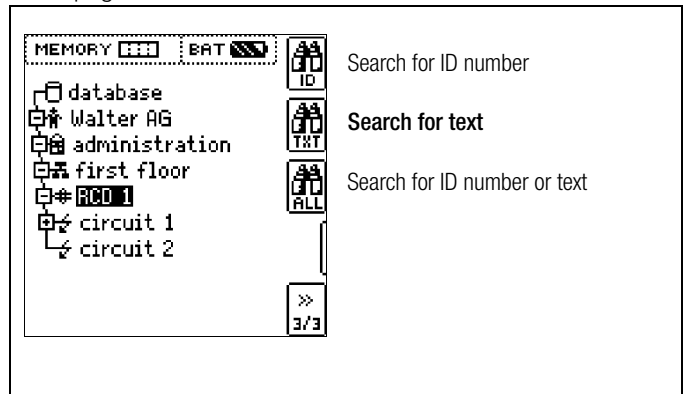 MEMORY BAT
ID
Search for ID number
database
Walter AG
TXT
Search for text
administration
first floor
ALL
Search for ID number or text
RCD 1
circuit 1
circuit 2
>>
3/3